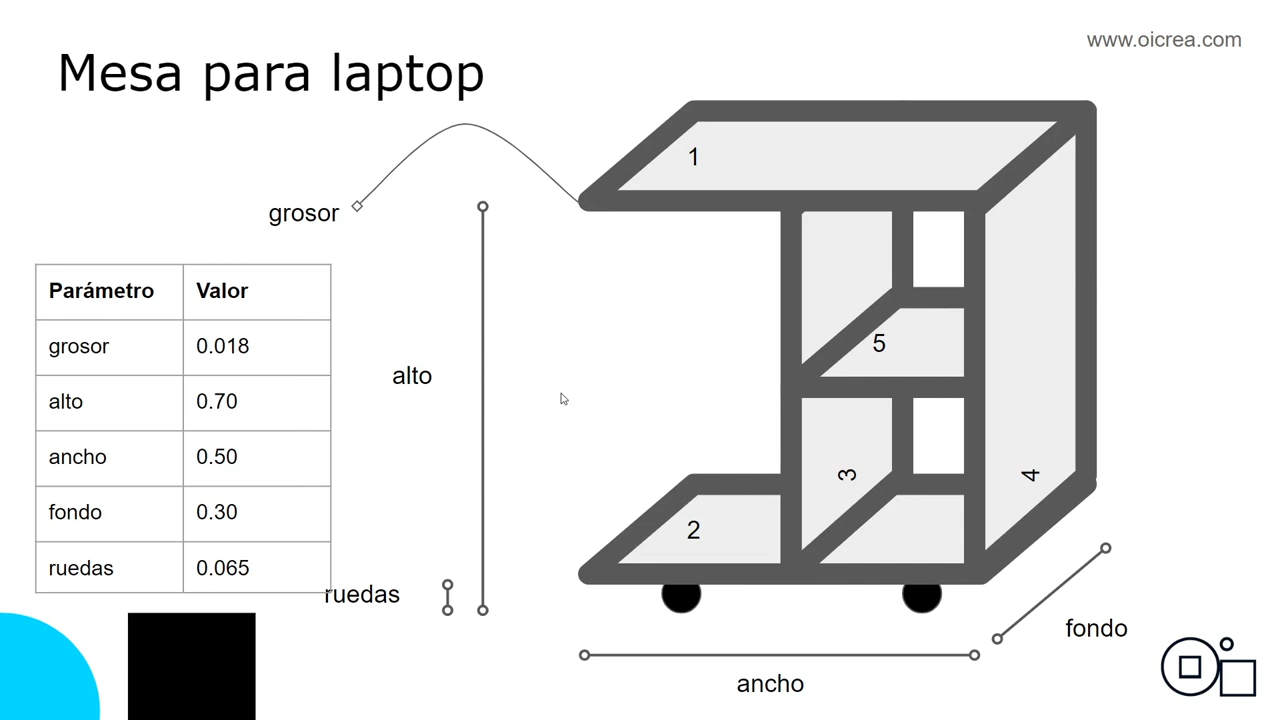 www.oicrea.com
Mesa para laptop
1
grosor
Parámetro Valor
grosor 0.018
alto 0.70
ancho 0.50
fondo 0.30
ruedas 0.065
alto
5
3
4
2
ruedas
fondo
ancho